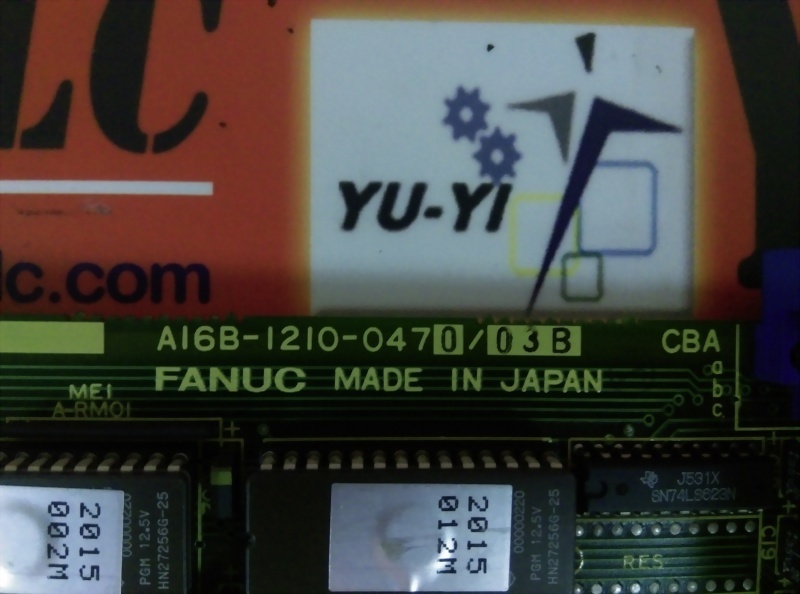 LC
YU-YI
lc.com
A16B-1210-0470/03B
CBA
FANUC MADE IN JAPAN
a
b
c
ME1
A-RM01
2015
002M
PGM 12.5V
HN27256G-25
2015
012M
00000220
PGM 12.5V
HN27256G-25
J531X
SN74LS623N
RES
C19